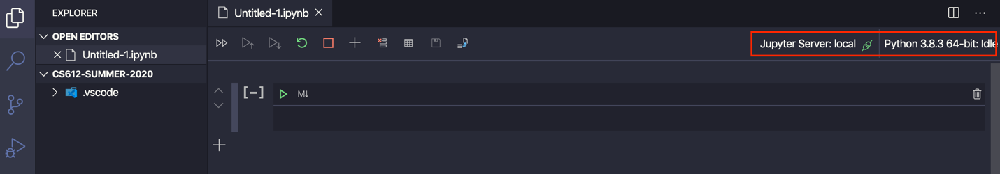 EXPLORER
OPEN EDITORS
Untitled-1.ipynb
CS612-SUMMER-2020
.vscode
Untitled-1.ipynb
Jupyter Server: local
Python 3.8.3 64-bit: Idle
[-]
M↓